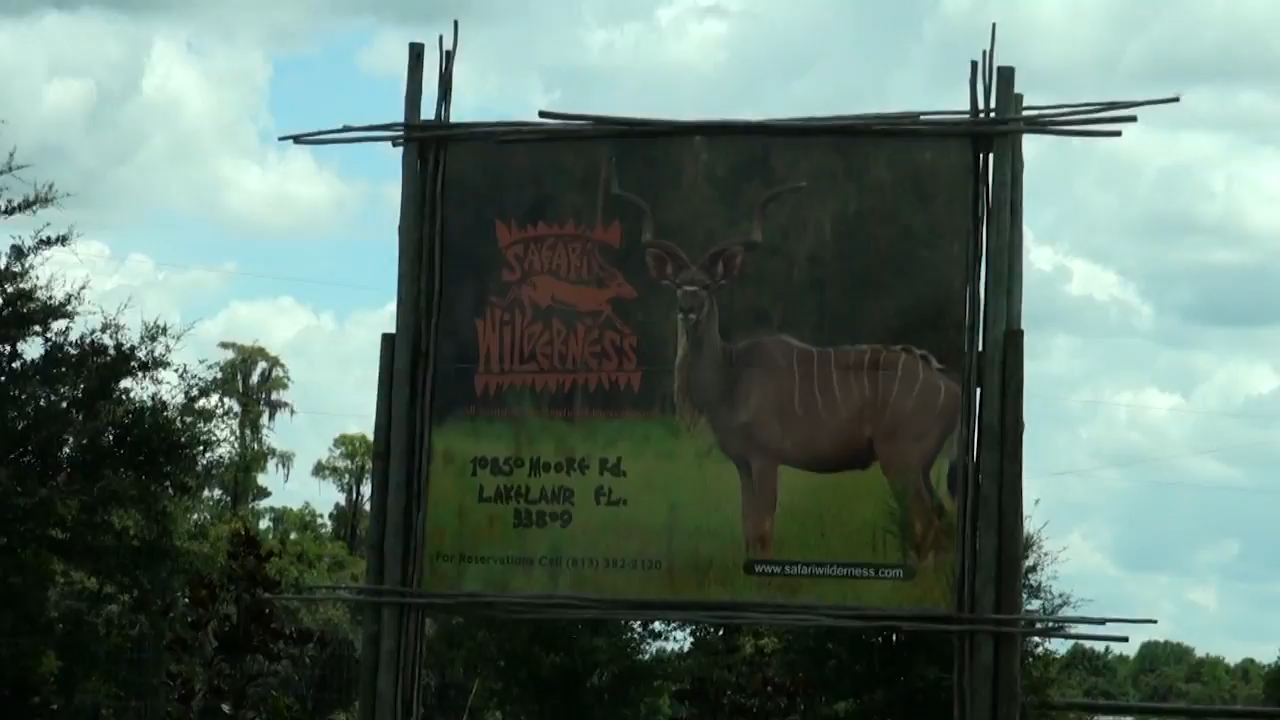 SAFARI
WILDERNESS
10850 MOORE Rd.
LAKELAND FL.
33809
For Reservations Call (813) 382-2120
www.safariwilderness.com